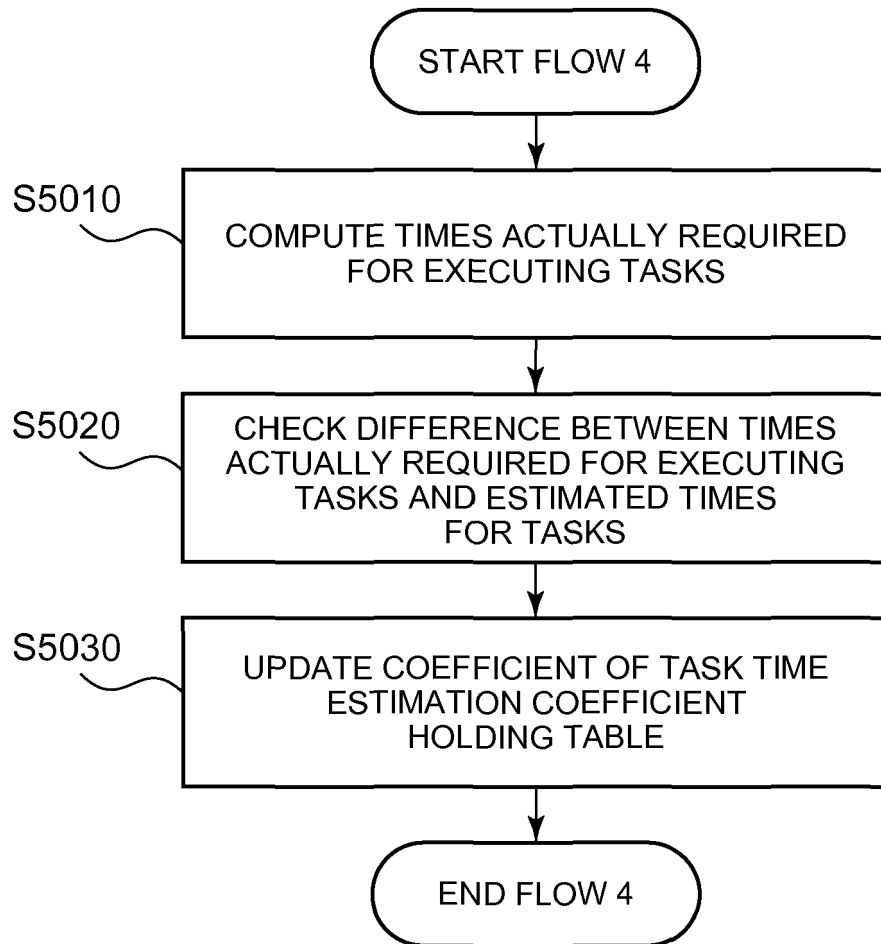 START FLOW 4
S5010
COMPUTE TIMES ACTUALLY REQUIRED
FOR EXECUTING TASKS
S5020
CHECK DIFFERENCE BETWEEN TIMES
ACTUALLY REQUIRED FOR EXECUTING
TASKS AND ESTIMATED TIMES
FOR TASKS
S5030
UPDATE COEFFICIENT OF TASK TIME
ESTIMATION COEFFICIENT
HOLDING TABLE
END FLOW 4